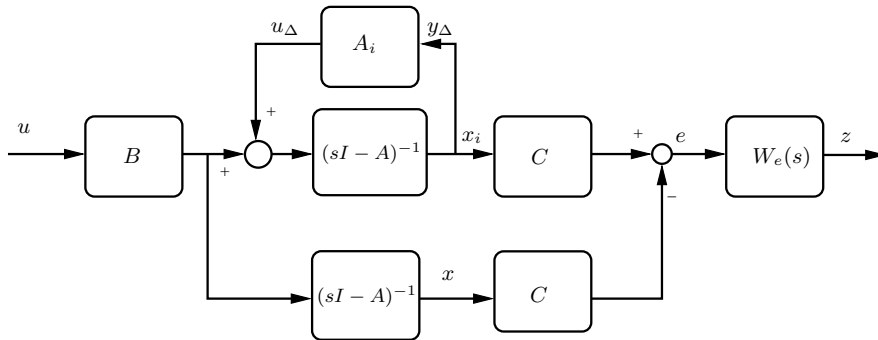 u_Δ
y_Δ
A_i
+
u
B
+
(sI − A)^{−1}
x_i
C
+
e
−
W_e(s)
z
(sI − A)^{−1}
x
C